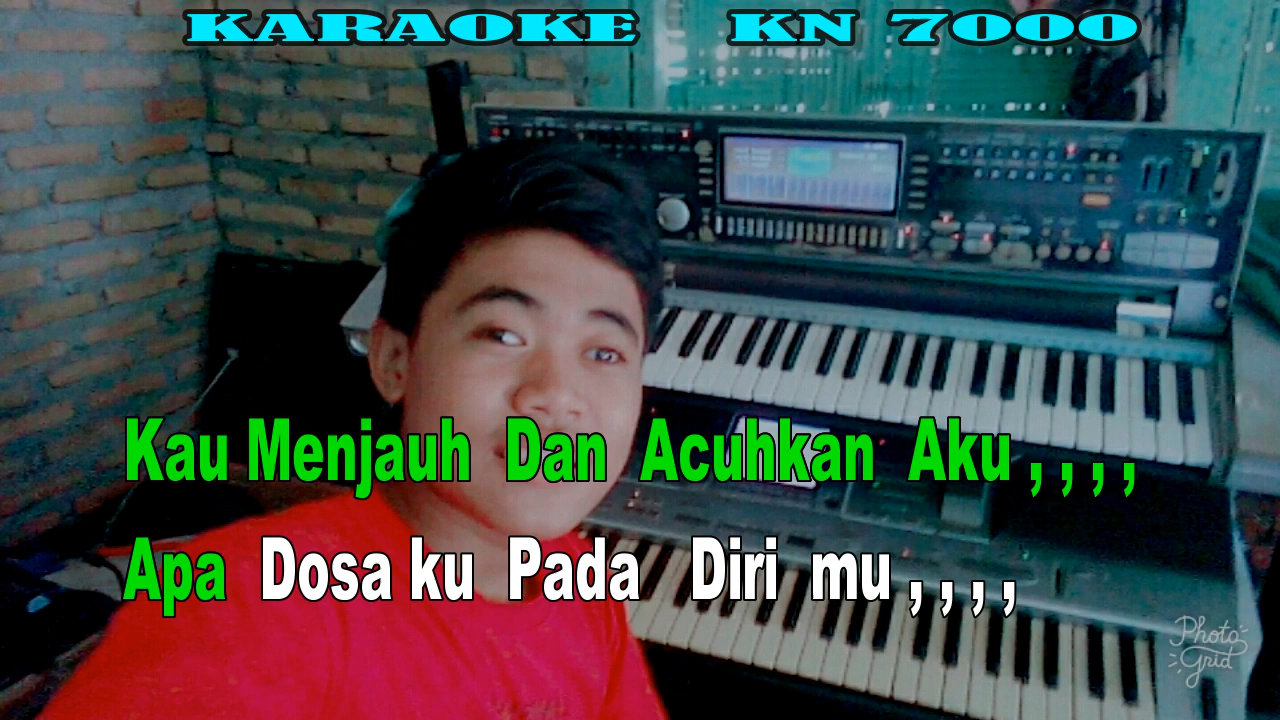 KARAOKE KN 7000
Kau Menjauh Dan Acuhkan Aku , , , ,
Apa Dosa ku Pada Diri mu , , , ,
Photo
Grid